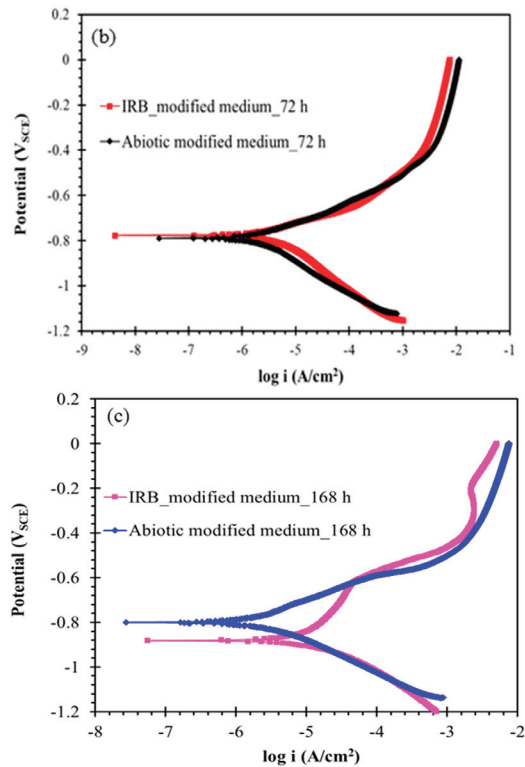 (b)
0.2
0
-0.2
-0.4
-0.6
-0.8
-1
-1.2
Potential (V_SCE)
IRB_modified medium_72 h
Abiotic modified medium_72 h
-9 -8 -7 -6 -5 -4 -3 -2 -1
log i (A/cm²)
(c)
0.2
0
-0.2
-0.4
-0.6
-0.8
-1
-1.2
Potential (V_SCE)
IRB_modified medium_168 h
Abiotic modified medium_168 h
-8 -7 -6 -5 -4 -3 -2
log i (A/cm²)